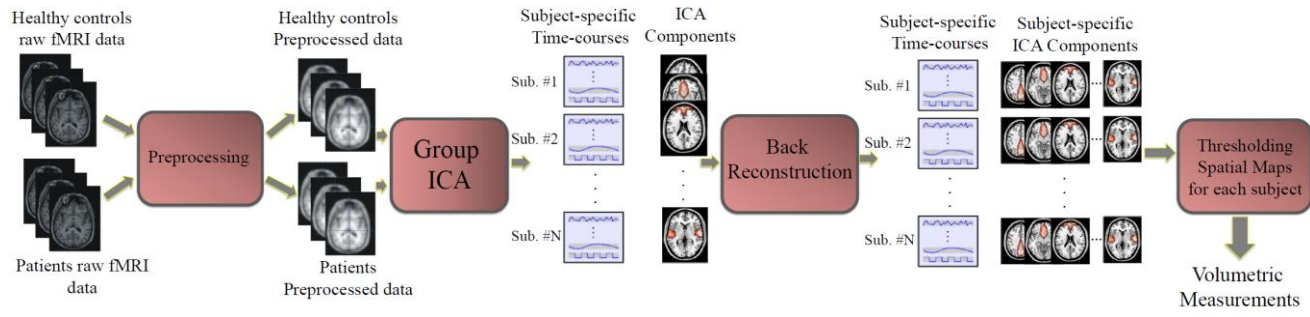 Healthy controls
raw fMRI data
Patients raw fMRI
data
Preprocessing
Healthy controls
Preprocessed data
Patients
Preprocessed data
Group
ICA
Subject-specific
Time-courses
Sub. #1
Sub. #2
Sub. #N
ICA
Components
Back
Reconstruction
Subject-specific
Time-courses
Sub. #1
Sub. #2
Sub. #N
Subject-specific
ICA Components
Thresholding
Spatial Maps
for each subject
Volumetric
Measurements